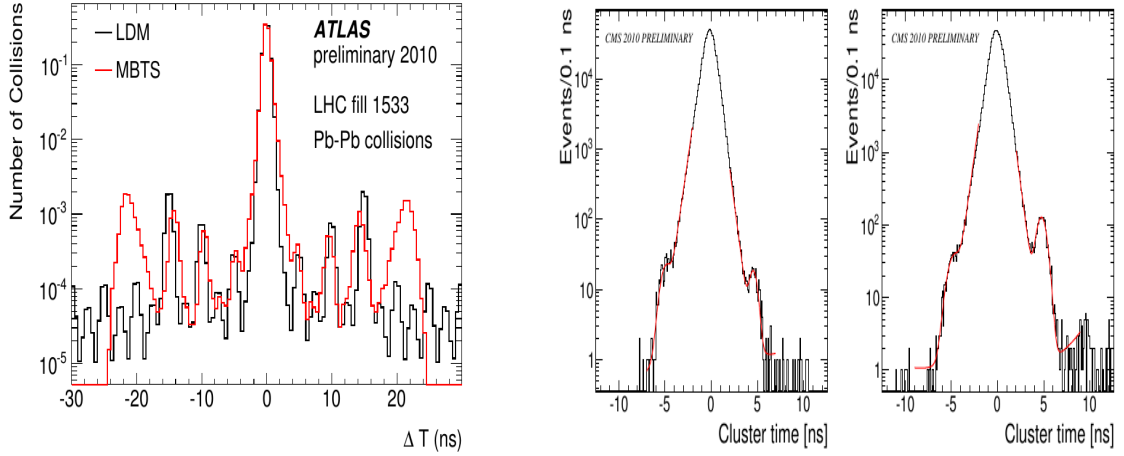 Number of Collisions
LDM
MBTS
ATLAS
preliminary 2010
LHC fill 1533
Pb-Pb collisions
10⁻¹
10⁻²
10⁻³
10⁻⁴
10⁻⁵
-30 -20 -10 0 10 20
Δ T (ns)
Events/0.1 ns
CMS 2010 PRELIMINARY
10⁴
10³
10²
10
1
-10 -5 0 5 10
Cluster time [ns]
Events/0.1 ns
CMS 2010 PRELIMINARY
10⁴
10³
10²
10
1
-10 -5 0 5 10
Cluster time [ns]